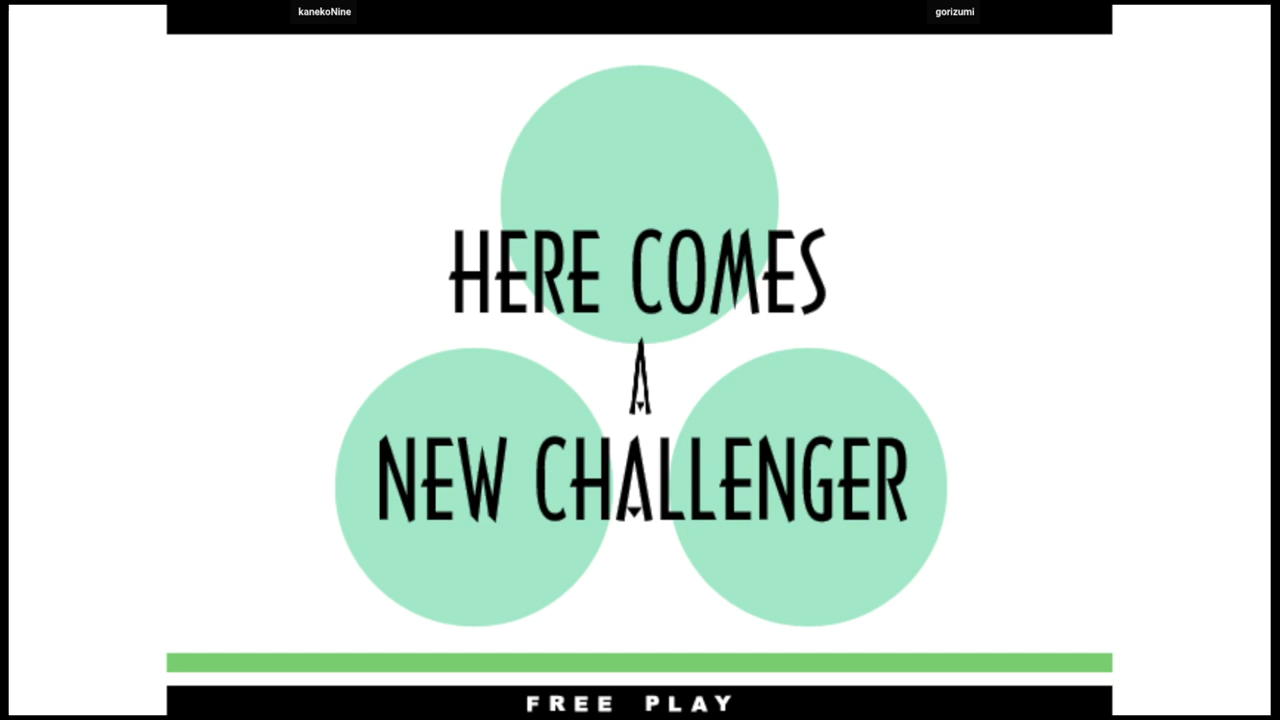 kanekoNine
gorizumi
HERE COMES
A
NEW CHALLENGER
FREE PLAY